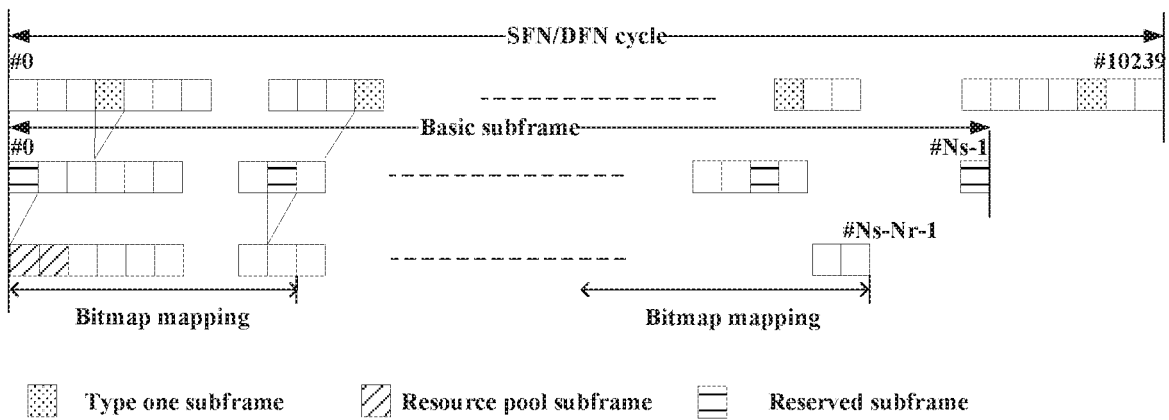 SFN/DFN cycle
#0
#10239
Basic subframe
#0
#Ns-1
#Ns-Nr-1
Bitmap mapping
Bitmap mapping
Type one subframe
Resource pool subframe
Reserved subframe